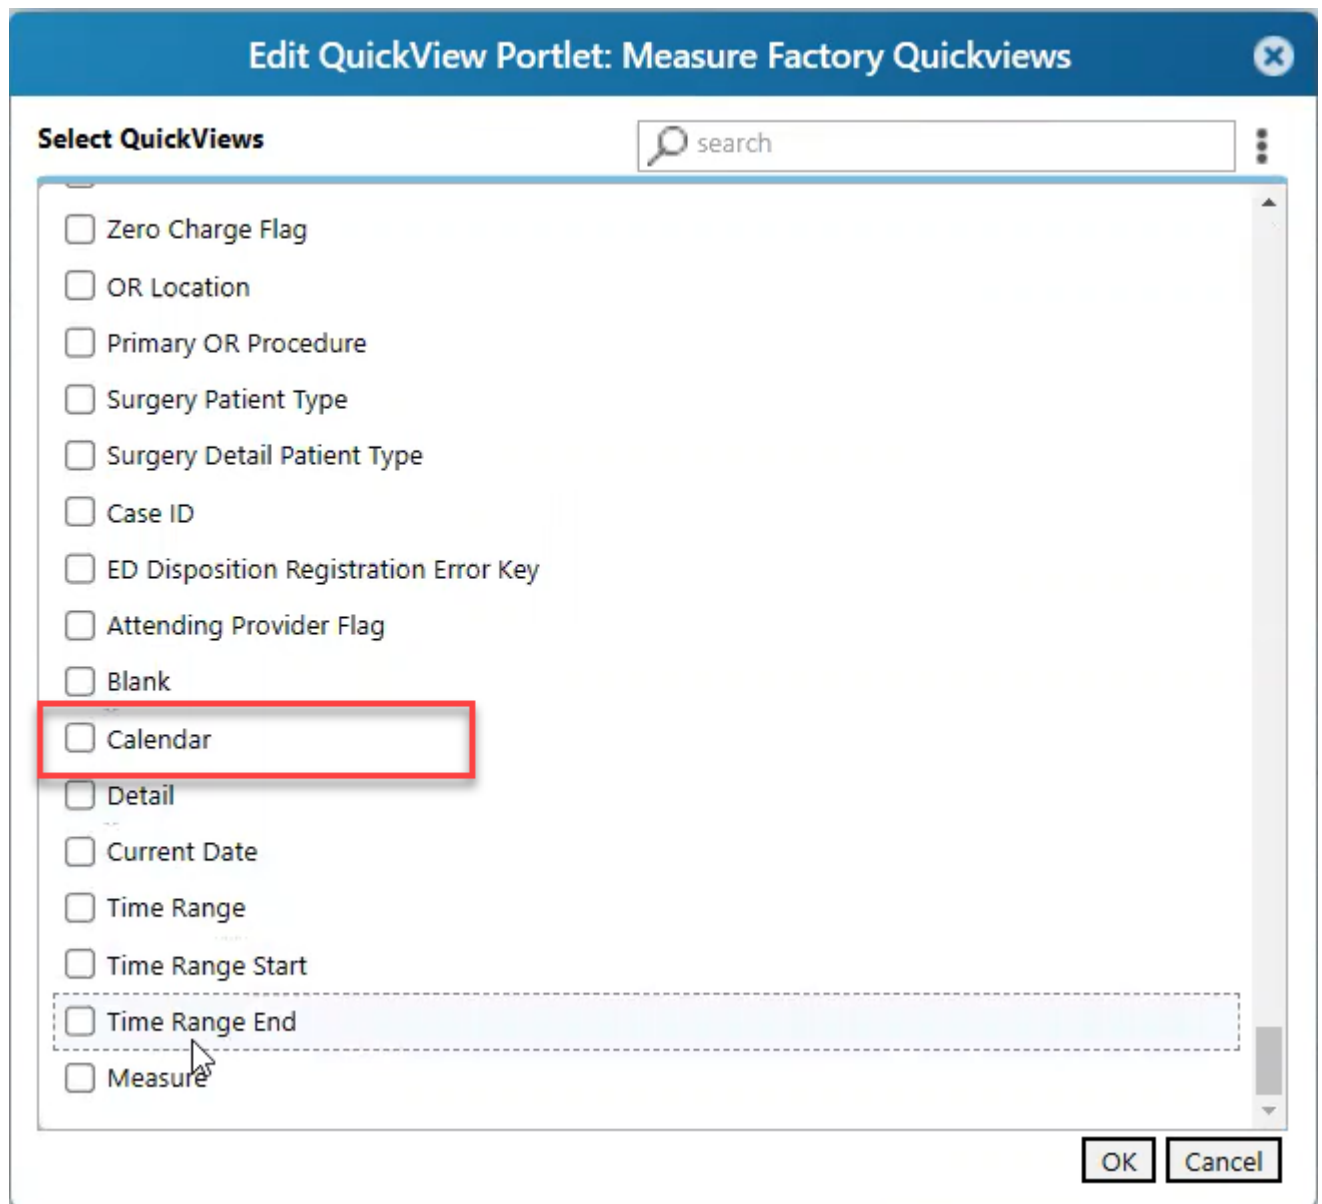 Edit QuickView Portlet: Measure Factory Quickviews
Select QuickViews
search
Zero Charge Flag
OR Location
Primary OR Procedure
Surgery Patient Type
Surgery Detail Patient Type
Case ID
ED Disposition Registration Error Key
Attending Provider Flag
Blank
Calendar
Detail
Current Date
Time Range
Time Range Start
Time Range End
Measure
OK Cancel